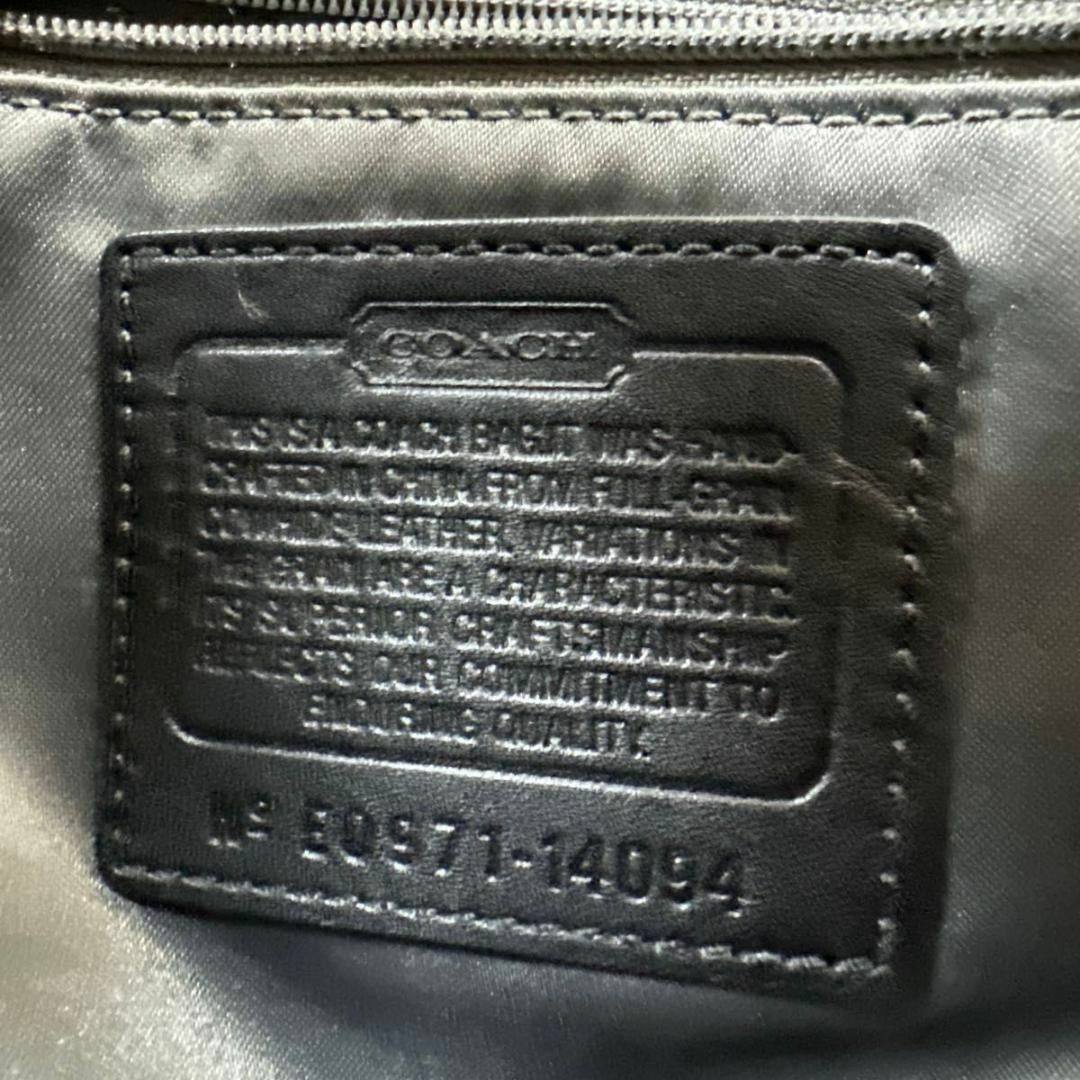 COACH
THIS IS A COACH BAG.IT WAS HAND-
CRAFTED IN CHINA FROM FULL-GRAIN
COWHIDE LEATHER. VARIATIONS IN
THE GRAIN ARE A CHARACTERISTIC.
ITS SUPERIOR CRAFTSMANSHIP
REFLECTS OUR COMMITMENT TO
ENDURING QUALITY.
Nº E0971-14094